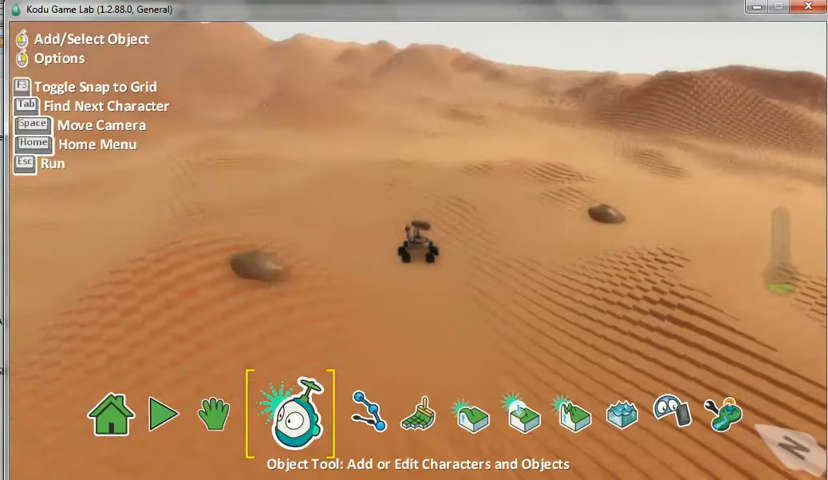 Kodu Game Lab (1.2.88.0, General)
Add/Select Object
Options
F3 Toggle Snap to Grid
Tab Find Next Character
Space Move Camera
Home Home Menu
Esc Run
Object Tool: Add or Edit Characters and Objects
N